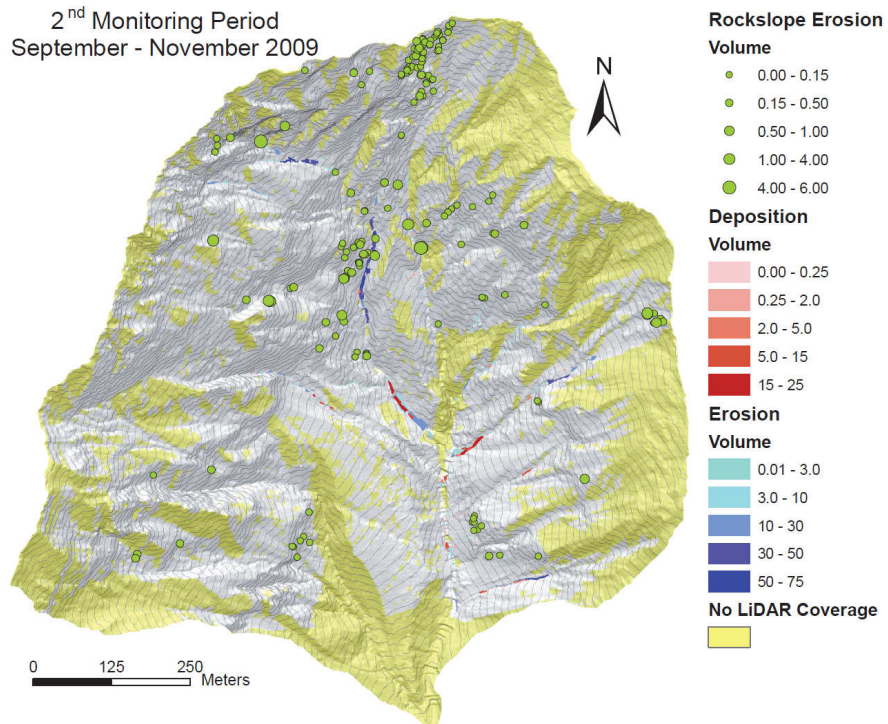 2nd Monitoring Period
September - November 2009
N
0 125 250
Meters
Rockslope Erosion
Volume
0.00 - 0.15
0.15 - 0.50
0.50 - 1.00
1.00 - 4.00
4.00 - 6.00
Deposition
Volume
0.00 - 0.25
0.25 - 2.0
2.0 - 5.0
5.0 - 15
15 - 25
Erosion
Volume
0.01 - 3.0
3.0 - 10
10 - 30
30 - 50
50 - 75
No LiDAR Coverage